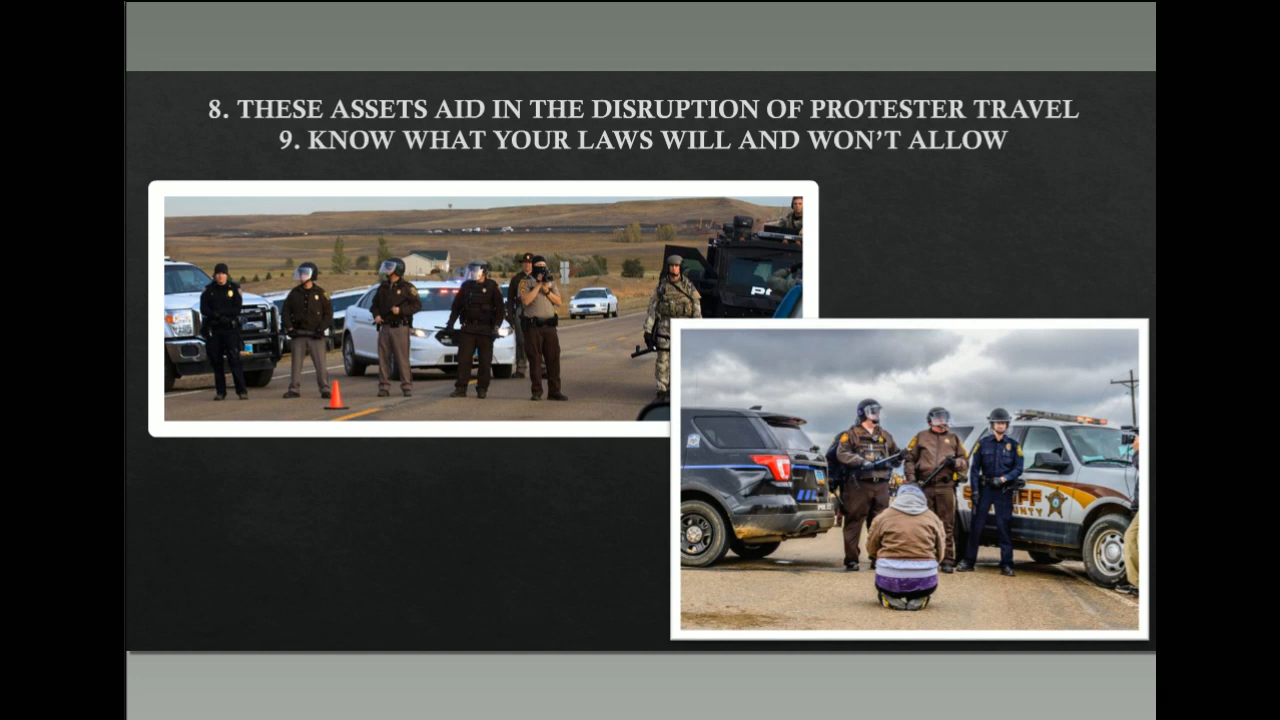 8. THESE ASSETS AID IN THE DISRUPTION OF PROTESTER TRAVEL
9. KNOW WHAT YOUR LAWS WILL AND WON’T ALLOW